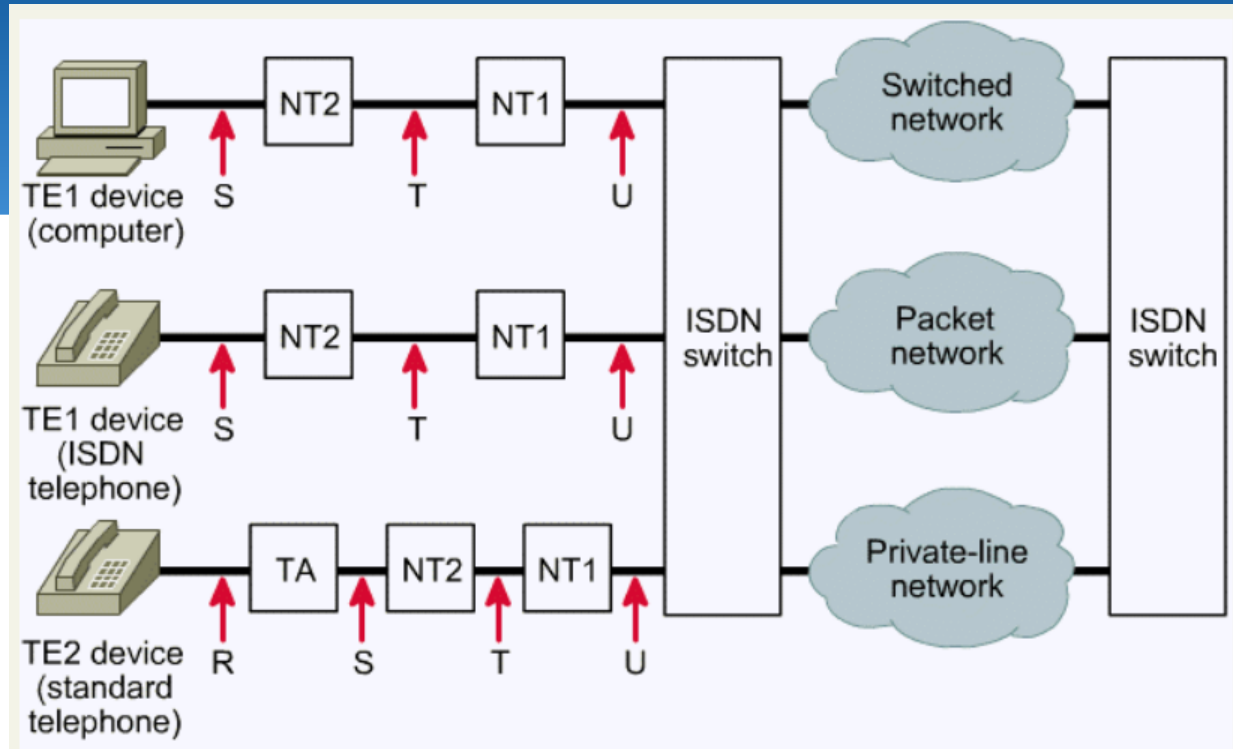 NT2
NT1
Switched
network
TE1 device
(computer)
S
T
U
NT2
NT1
ISDN
switch
Packet
network
ISDN
switch
TE1 device
(ISDN
telephone)
S
T
U
TA
NT2
NT1
Private-line
network
TE2 device
(standard
telephone)
R
S
T
U